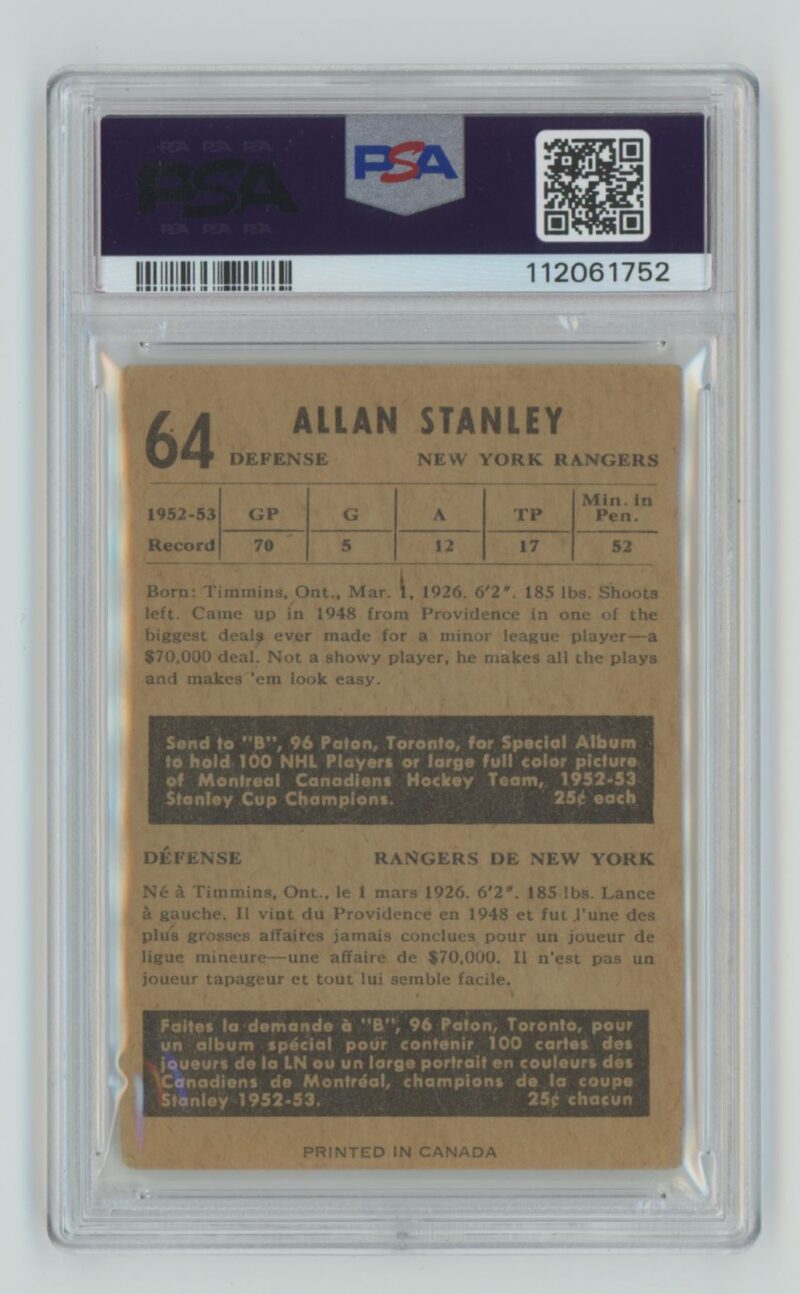 PSA PSA PSA
PSA
PSA PSA PSA
PSA
112061752
64
ALLAN STANLEY
DEFENSE NEW YORK RANGERS
1952-53 GP G A TP Min. in Pen.
Record 70 5 12 17 52
Born: Timmins, Ont., Mar. 1, 1926. 6'2". 185 lbs. Shoots
left. Came up in 1948 from Providence in one of the
biggest deals ever made for a minor league player—a
$70,000 deal. Not a showy player, he makes all the plays
and makes 'em look easy.
Send to "B", 96 Paton, Toronto, for Special Album
to hold 100 NHL Players or large full color picture
of Montreal Canadiens Hockey Team, 1952-53
Stanley Cup Champions. 25¢ each
DÉFENSE RANGERS DE NEW YORK
Né à Timmins, Ont., le 1 mars 1926. 6'2". 185 lbs. Lance
à gauche. Il vint du Providence en 1948 et fut l'une des
plus grosses affaires jamais conclues pour un joueur de
ligue mineure—une affaire de $70,000. Il n'est pas un
joueur tapageur et tout lui semble facile.
Faites la demande à "B", 96 Paton, Toronto, pour
un album spécial pour contenir 100 cartes des
joueurs de la LN ou un large portrait en couleurs des
Canadiens de Montréal, champions de la coupe
Stanley 1952-53. 25¢ chacun
PRINTED IN CANADA